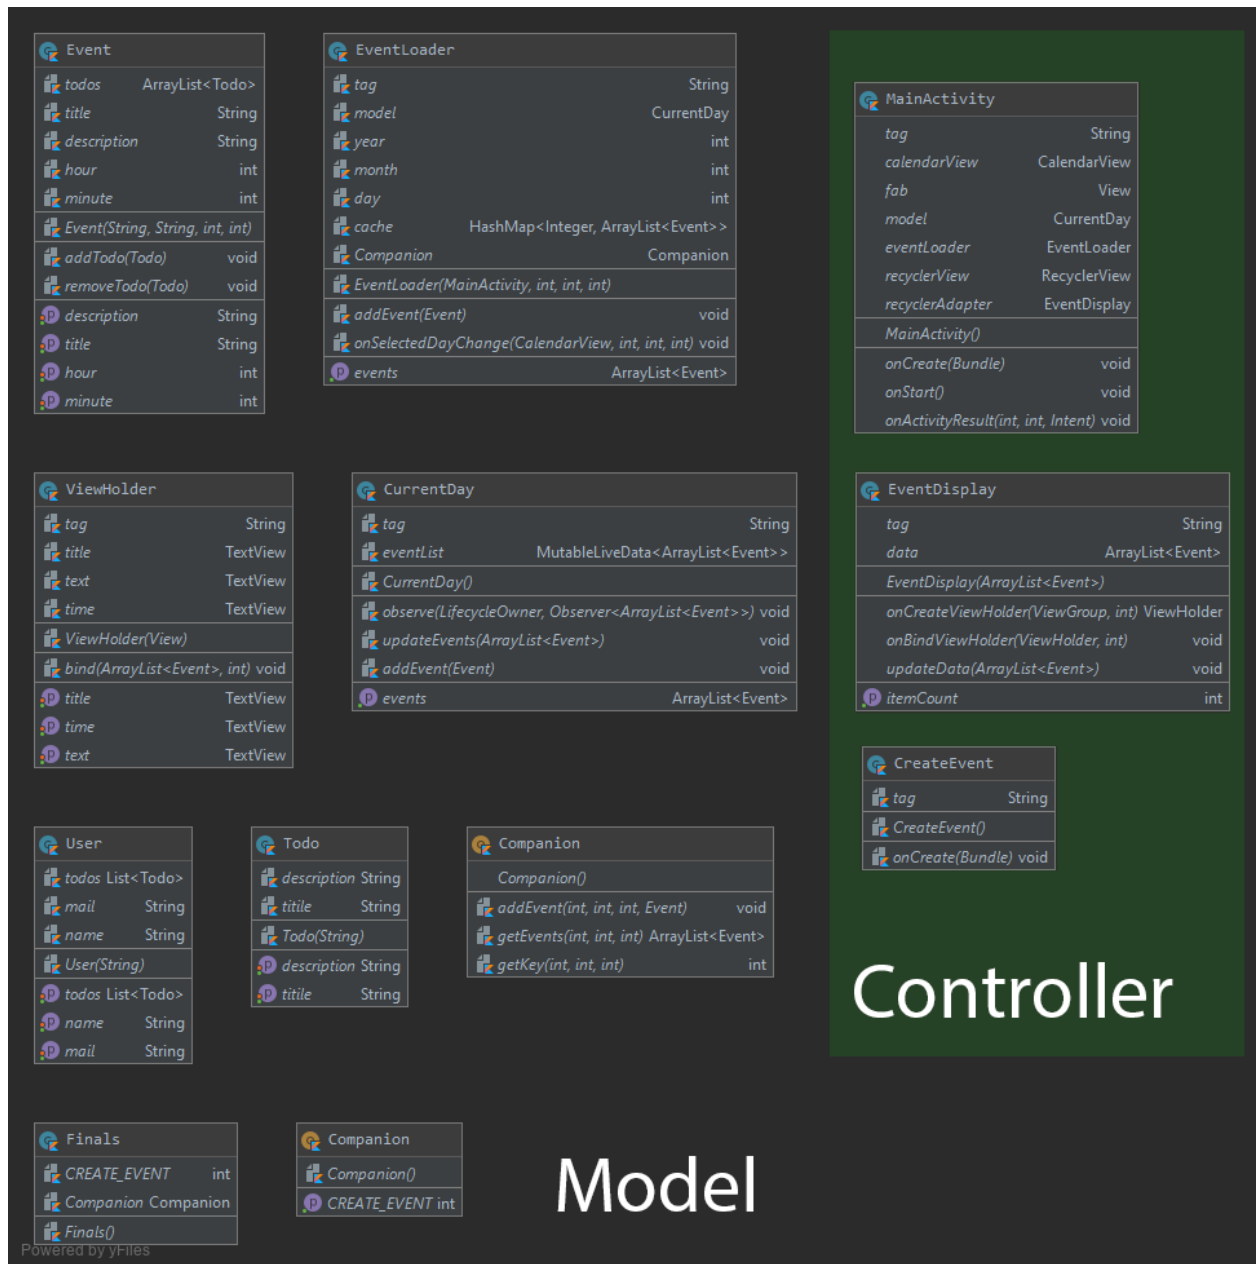 Event
todos ArrayList<Todo>
title String
description String
hour int
minute int
Event(String, String, int, int)
addTodo(Todo) void
removeTodo(Todo) void
description String
title String
hour int
minute int
EventLoader
tag String
model CurrentDay
year int
month int
day int
cache HashMap<Integer, ArrayList<Event>>
Companion Companion
EventLoader(MainActivity, int, int, int)
addEvent(Event) void
onSelectedDayChange(CalendarView, int, int, int) void
events ArrayList<Event>
MainActivity
tag String
calendarView CalendarView
fab View
model CurrentDay
eventLoader EventLoader
recyclerView RecyclerView
recyclerAdapter EventDisplay
MainActivity()
onCreate(Bundle) void
onStart() void
onActivityResult(int, int, Intent) void
ViewHolder
tag String
title TextView
text TextView
time TextView
ViewHolder(View)
bind(ArrayList<Event>, int) void
title TextView
time TextView
text TextView
CurrentDay
tag String
eventList MutableLiveData<ArrayList<Event>>
CurrentDay()
observe(LifecycleOwner, Observer<ArrayList<Event>>) void
updateEvents(ArrayList<Event>) void
addEvent(Event) void
events ArrayList<Event>
EventDisplay
tag String
data ArrayList<Event>
EventDisplay(ArrayList<Event>)
onCreateViewHolder(ViewGroup, int) ViewHolder
onBindViewHolder(ViewHolder, int) void
updateData(ArrayList<Event>) void
itemCount int
CreateEvent
tag String
CreateEvent()
onCreate(Bundle) void
User
todos List<Todo>
mail String
name String
User(String)
todos List<Todo>
name String
mail String
Todo
description String
titile String
Todo(String)
description String
titile String
Companion
Companion()
addEvent(int, int, int, Event) void
getEvents(int, int, int) ArrayList<Event>
getKey(int, int, int) int
Controller
Finals
CREATE_EVENT int
Companion Companion
Finals()
Companion
Companion()
CREATE_EVENT int
Model
Powered by yFiles